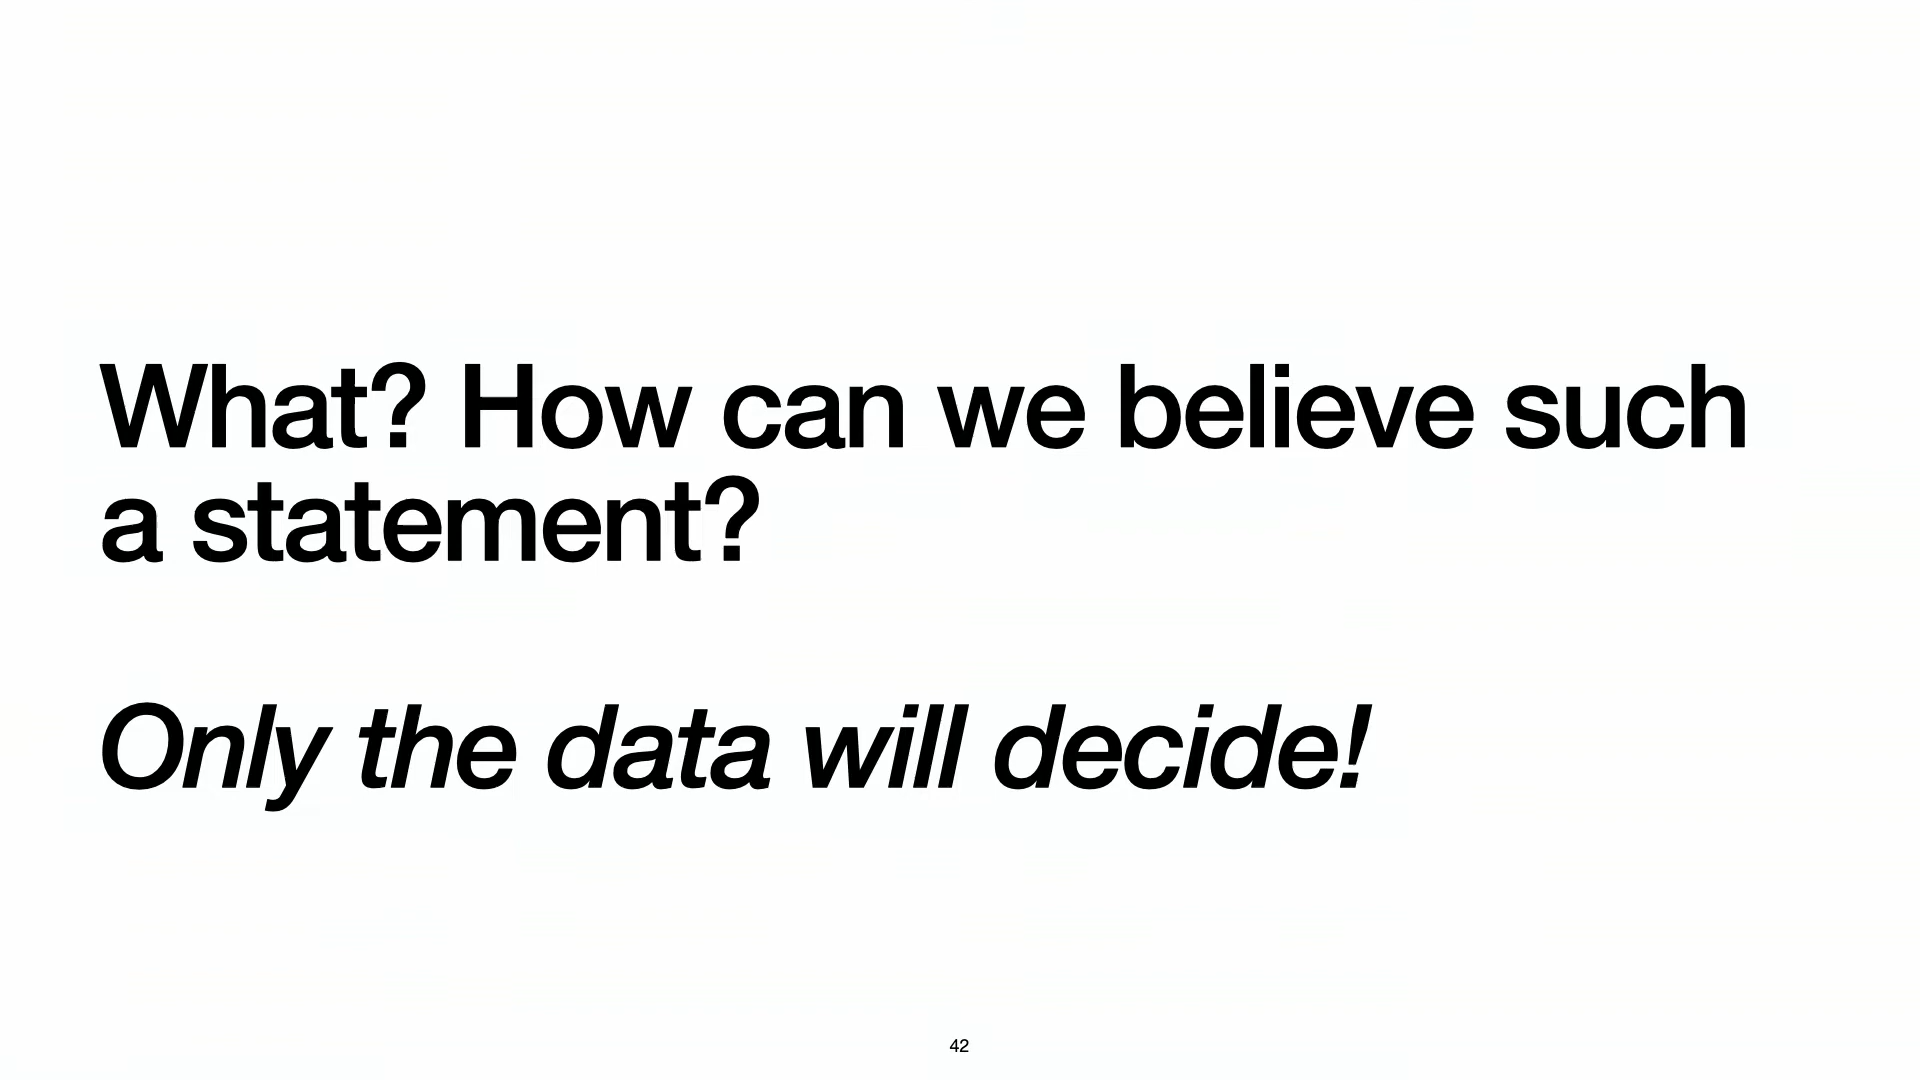 What? How can we believe such
a statement?
Only the data will decide!
42